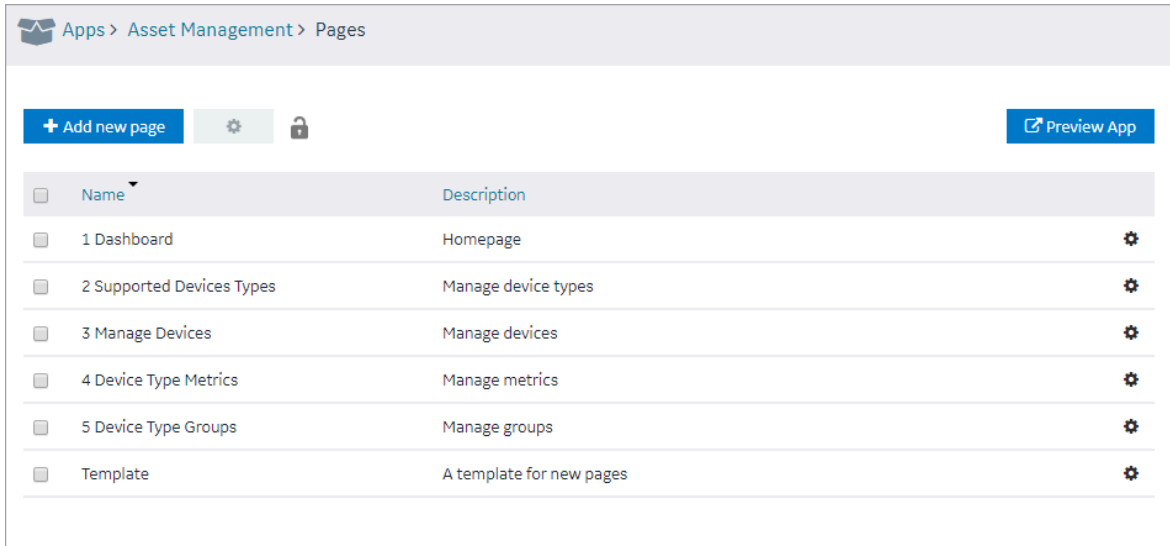 Apps > Asset Management > Pages
+ Add new page
Preview App
Name Description
1 Dashboard Homepage
2 Supported Devices Types Manage device types
3 Manage Devices Manage devices
4 Device Type Metrics Manage metrics
5 Device Type Groups Manage groups
Template A template for new pages